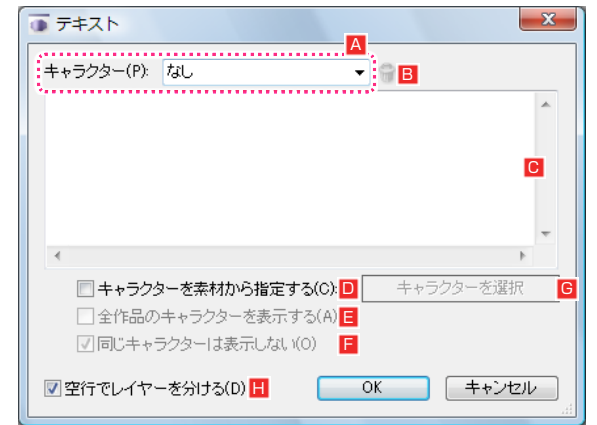 テキスト
A
キャラクター(P): なし B
C
キャラクターを素材から指定する(C): D キャラクターを選択 G
全作品のキャラクターを表示する(A) E
同じキャラクターは表示しない(O) F
空行でレイヤーを分ける(D) H OK キャンセル